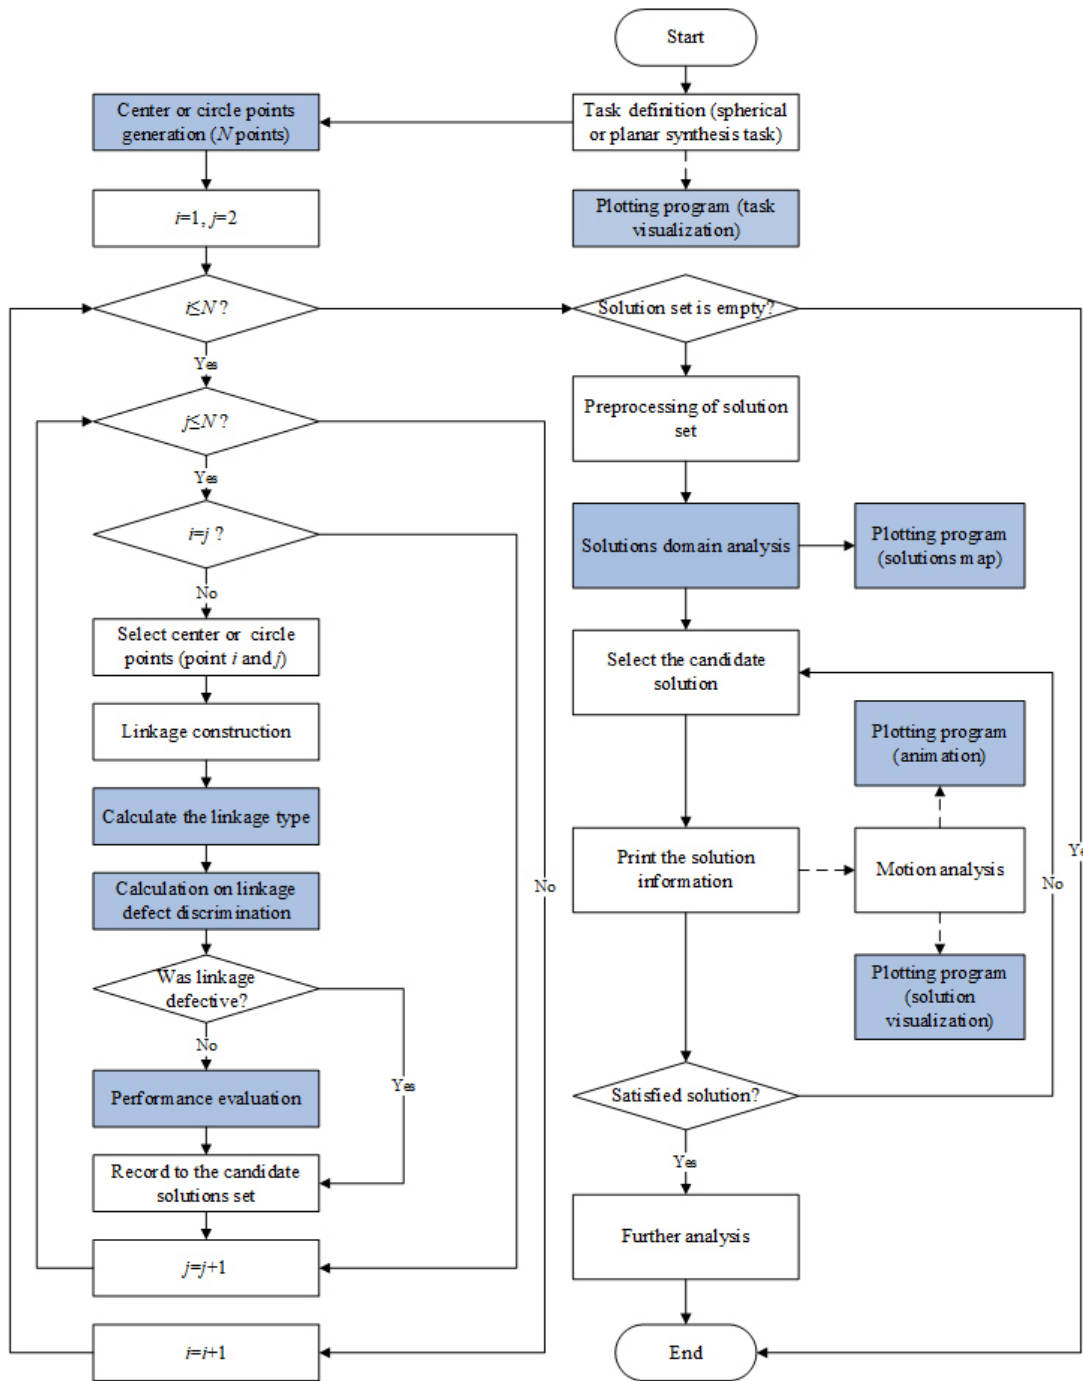 Start
Task definition (spherical
or planar synthesis task)
Plotting program (task
visualization)
Center or circle points
generation (N points)
i=1, j=2
i≤N ?
Yes
j≤N ?
Yes
i=j ?
No
Select center or circle
points (point i and j)
Linkage construction
Calculate the linkage type
Calculation on linkage
defect discrimination
Was linkage
defective?
No
Yes
Performance evaluation
Record to the candidate
solutions set
j=j+1
No
i=i+1
Solution set is empty?
Ye
Preprocessing of solution
set
Solutions domain analysis
Plotting program
(solutions map)
Select the candidate
solution
Print the solution
information
Motion analysis
Plotting program
(animation)
Plotting program
(solution
visualization)
No
Satisfied solution?
Yes
Further analysis
End